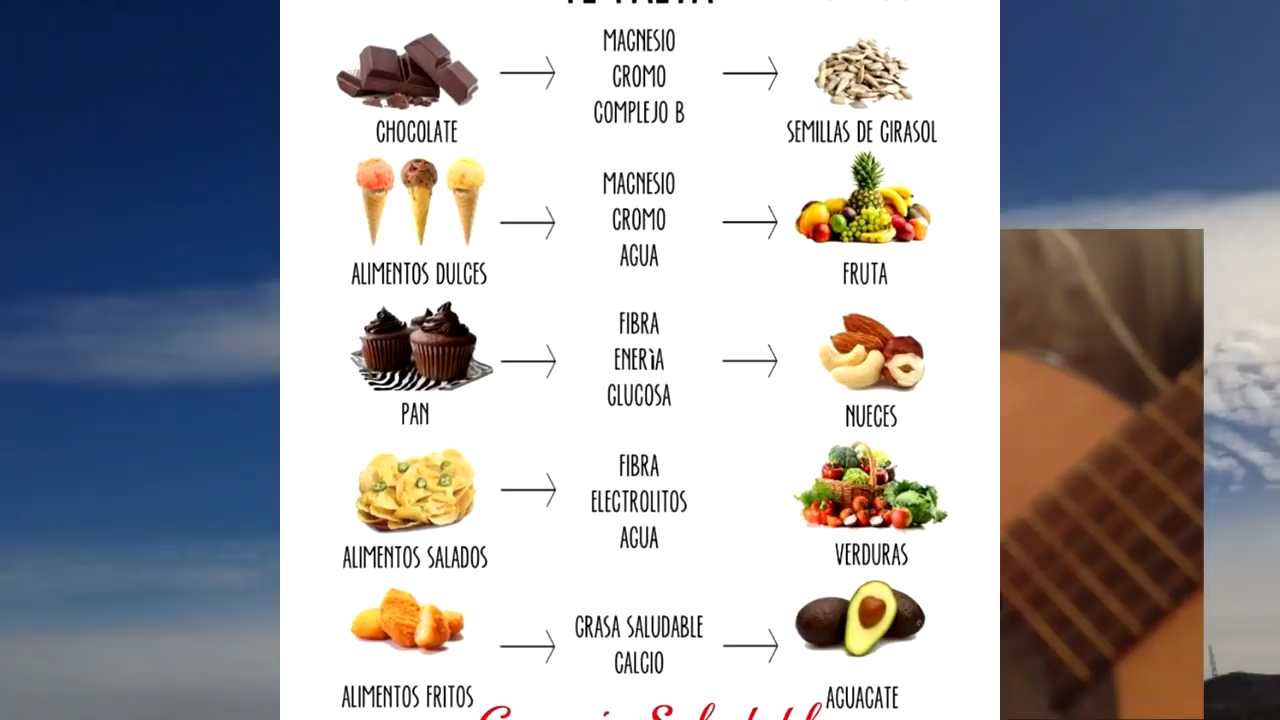 MAGNESIO
CROMO
COMPLEJO B
CHOCOLATE
SEMILLAS DE GIRASOL
MAGNESIO
CROMO
AGUA
ALIMENTOS DULCES
FRUTA
FIBRA
ENERÌA
GLUCOSA
PAN
NUECES
FIBRA
ELECTROLITOS
AGUA
ALIMENTOS SALADOS
VERDURAS
GRASA SALUDABLE
CALCIO
ALIMENTOS FRITOS
AGUACATE